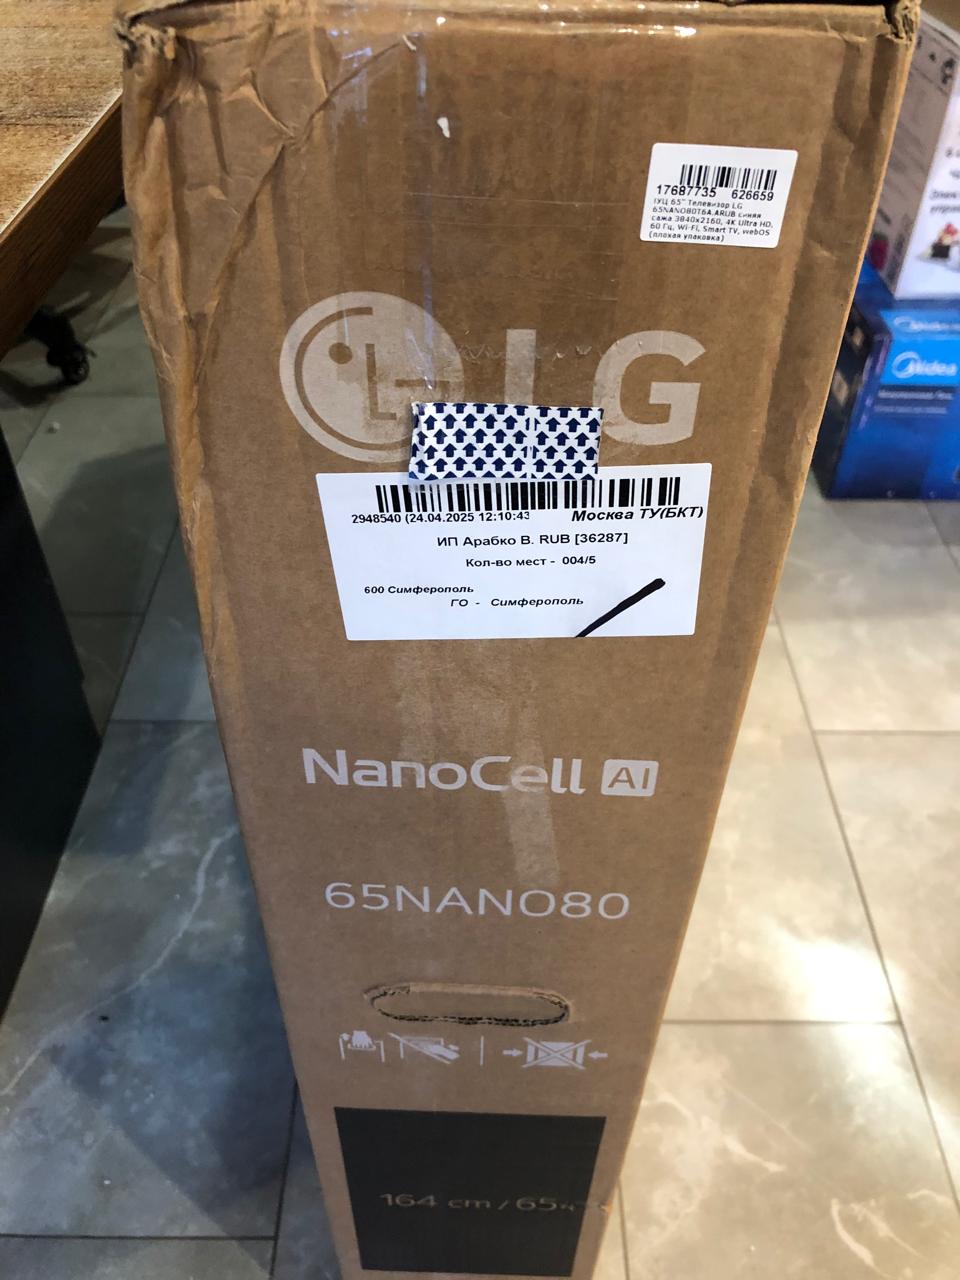 17687735 626659
!УЦ 65" Телевизор LG
65NANO80T6A.ARUB синяя
сажа 3840x2160, 4K Ultra HD,
60 Гц, Wi-Fi, Smart TV, webOS
(плохая упаковка)
LG
2948540 (24.04.2025 12:10:43 Москва ТУ(БКТ)
ИП Арабко В. RUB [36287]
Кол-во мест - 004/5
600 Симферополь
ГО - Симферополь
Midea
NanoCell AI
65NANO80
164 cm / 65